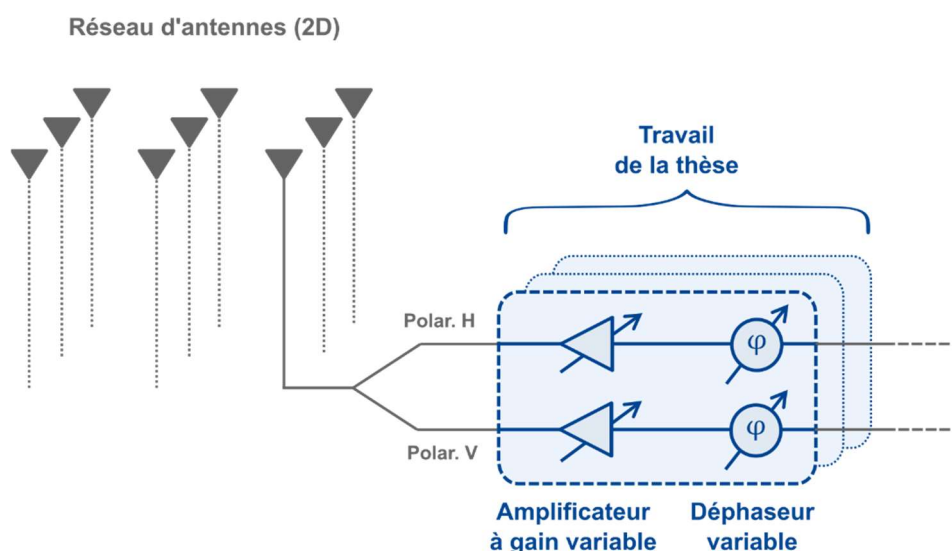 Réseau d'antennes (2D)
Travail
de la thèse
Polar. H
φ
Polar. V
φ
Amplificateur
à gain variable
Déphaseur
variable